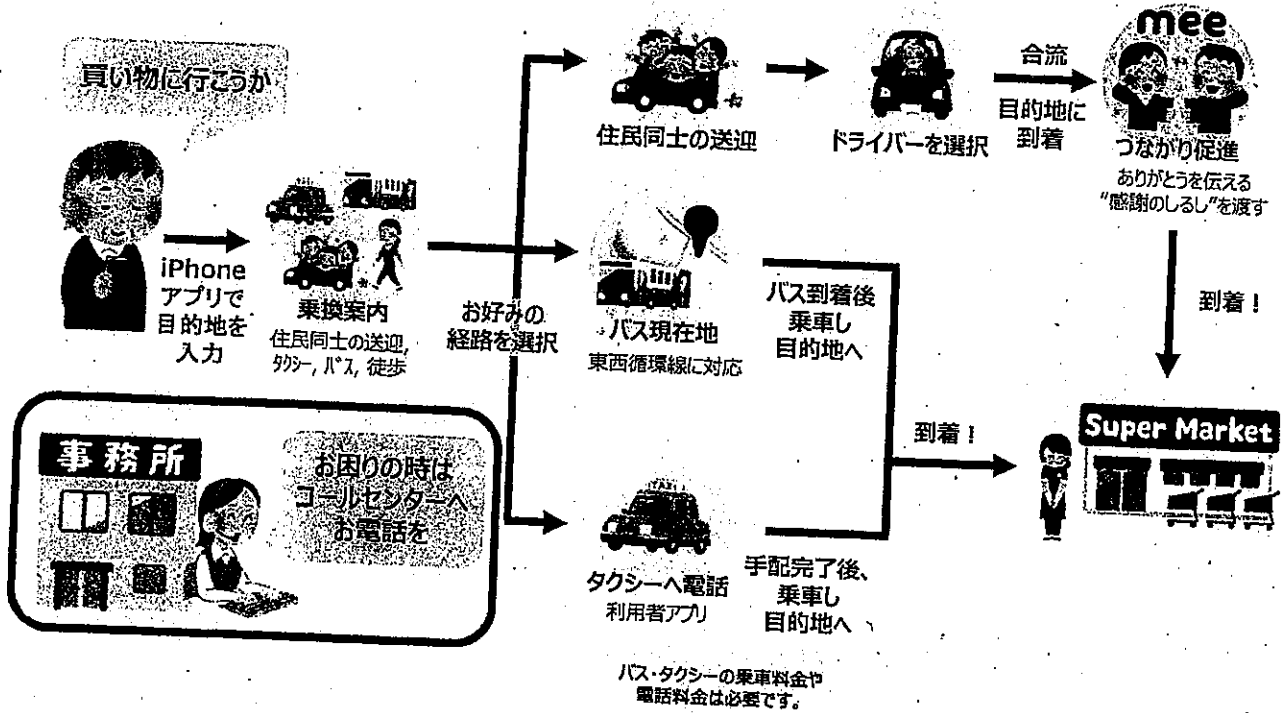 買い物に行こうか
iPhone
アプリで
目的地を
入力
乗換案内
住民同士の送迎,
タクシー, バス, 徒歩
お好みの
経路を選択
住民同士の送迎
ドライバーを選択
合流
目的地に
到着
mee
つながり促進
ありがとうを伝える
“感謝のしるし”を渡す
到着！
バス現在地
東西循環線に対応
バス到着後
乗車し
目的地へ
TAXI
タクシーへ電話
利用者アプリ
手配完了後、
乗車し
目的地へ
到着！
Super Market
事務所
お困りの時は
コールセンターへ
お電話を
バス・タクシーの乗車料金や
電話料金は必要です。